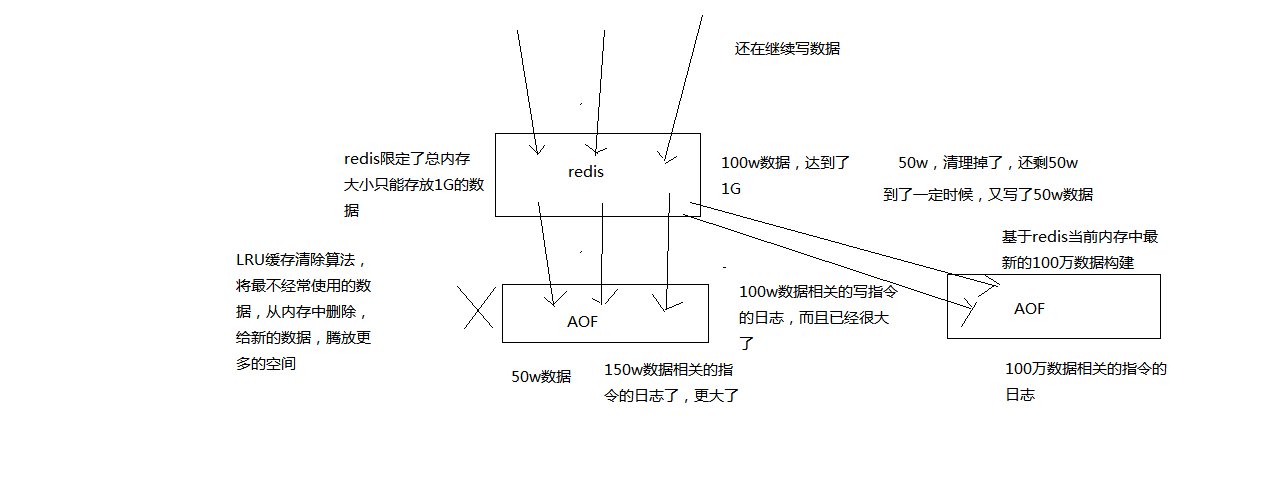 还在继续写数据
redis限定了总内存
大小只能存放1G的数
据
redis
100w数据，达到了
1G
50w，清理掉了，还剩50w
到了一定时候，又写了50w数据
LRU缓存清除算法，
将最不经常使用的数
据，从内存中删除，
给新的数据，腾放更
多的空间
AOF
50w数据
150w数据相关的指
令的日志了，更大了
100w数据相关的写指令
的日志，而且已经很大
了
基于redis当前内存中最
新的100万数据构建
AOF
100万数据相关的指令的
日志